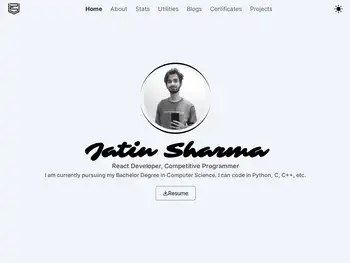 Home About Stats Utilities Blogs Certificates Projects
Jatin Sharma
React Developer, Competitive Programmer
I am currently pursuing my Bachelor Degree in Computer Science. I can code in Python, C, C++, etc.
Resume